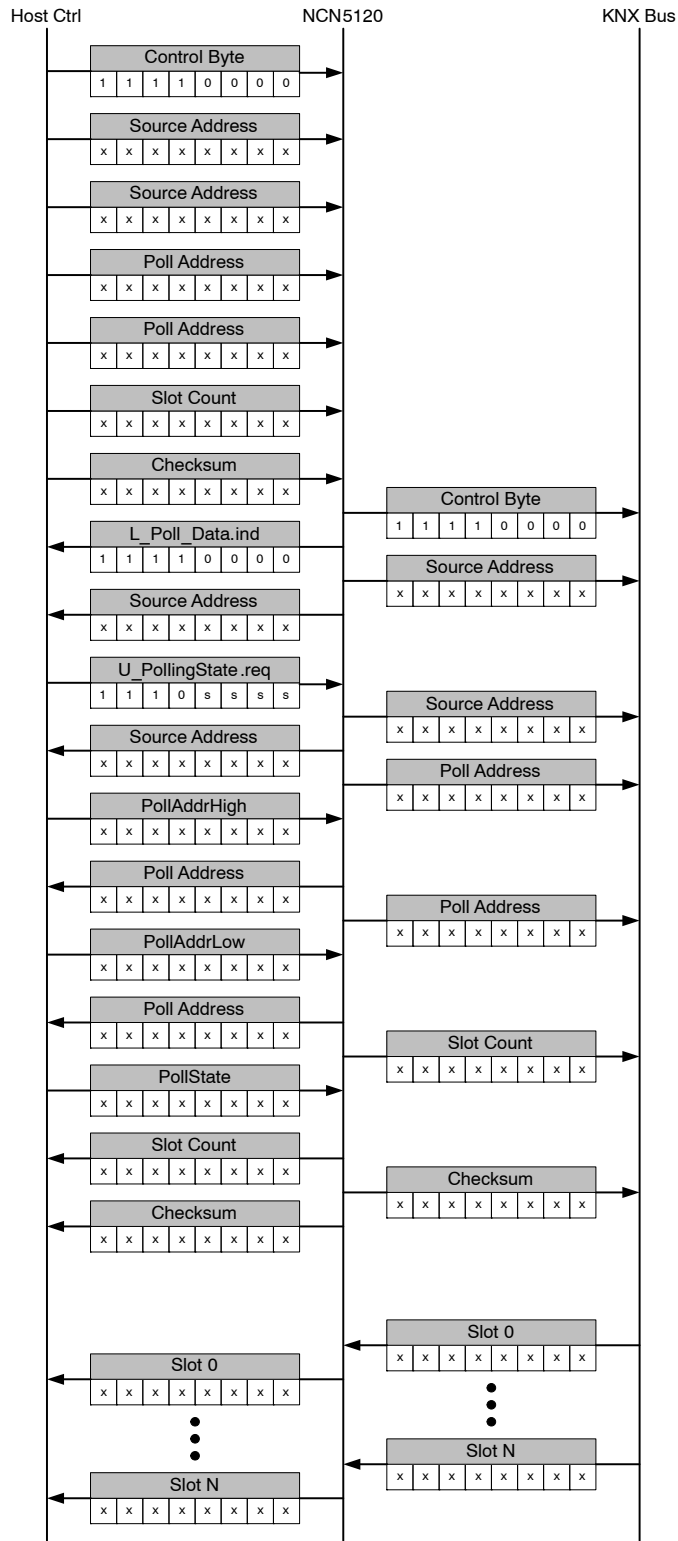 Host Ctrl NCN5120 KNX Bus
Control Byte
1 1 1 1 0 0 0 0
Source Address
x x x x x x x x
Source Address
x x x x x x x x
Poll Address
x x x x x x x x
Poll Address
x x x x x x x x
Slot Count
x x x x x x x x
Checksum
x x x x x x x x
Control Byte
1 1 1 1 0 0 0 0
L_Poll_Data.ind
1 1 1 1 0 0 0 0
Source Address
x x x x x x x x
Source Address
x x x x x x x x
U_PollingState.req
1 1 1 0 s s s s
Source Address
x x x x x x x x
Source Address
x x x x x x x x
Poll Address
x x x x x x x x
PollAddrHigh
x x x x x x x x
Poll Address
x x x x x x x x
Poll Address
x x x x x x x x
PollAddrLow
x x x x x x x x
Poll Address
x x x x x x x x
Slot Count
x x x x x x x x
PollState
x x x x x x x x
Slot Count
x x x x x x x x
Checksum
x x x x x x x x
Checksum
x x x x x x x x
Slot 0
x x x x x x x x
Slot 0
x x x x x x x x
Slot N
x x x x x x x x
Slot N
x x x x x x x x